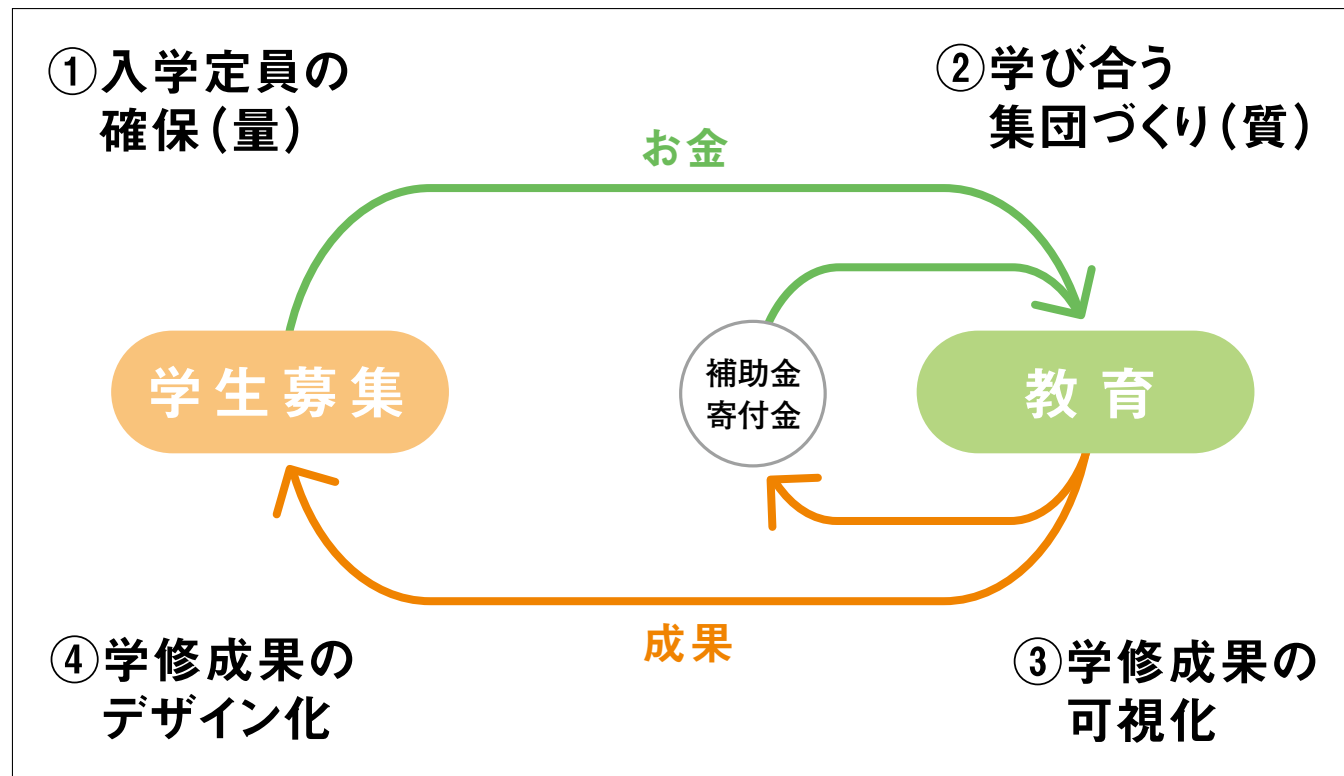 ①入学定員の
確保(量)
②学び合う
集団づくり(質)
お金
学生募集
補助金
寄付金
教育
成果
④学修成果の
デザイン化
③学修成果の
可視化